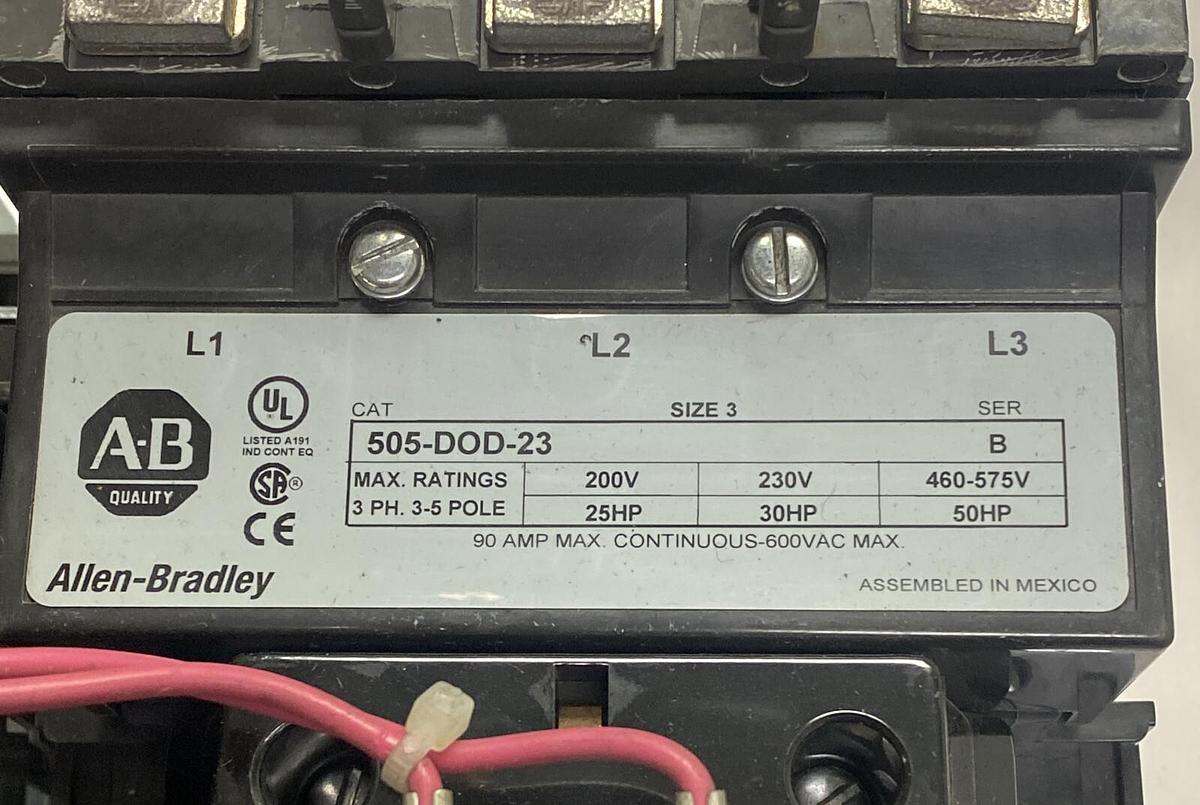 L1 L2 L3
A-B
QUALITY
Allen-Bradley
UL
LISTED A191
IND CONT EQ
SA®
CE
CAT SIZE 3 SER
505-DOD-23 B
MAX. RATINGS 200V 230V 460-575V
3 PH. 3-5 POLE 25HP 30HP 50HP
90 AMP MAX. CONTINUOUS-600VAC MAX.
ASSEMBLED IN MEXICO